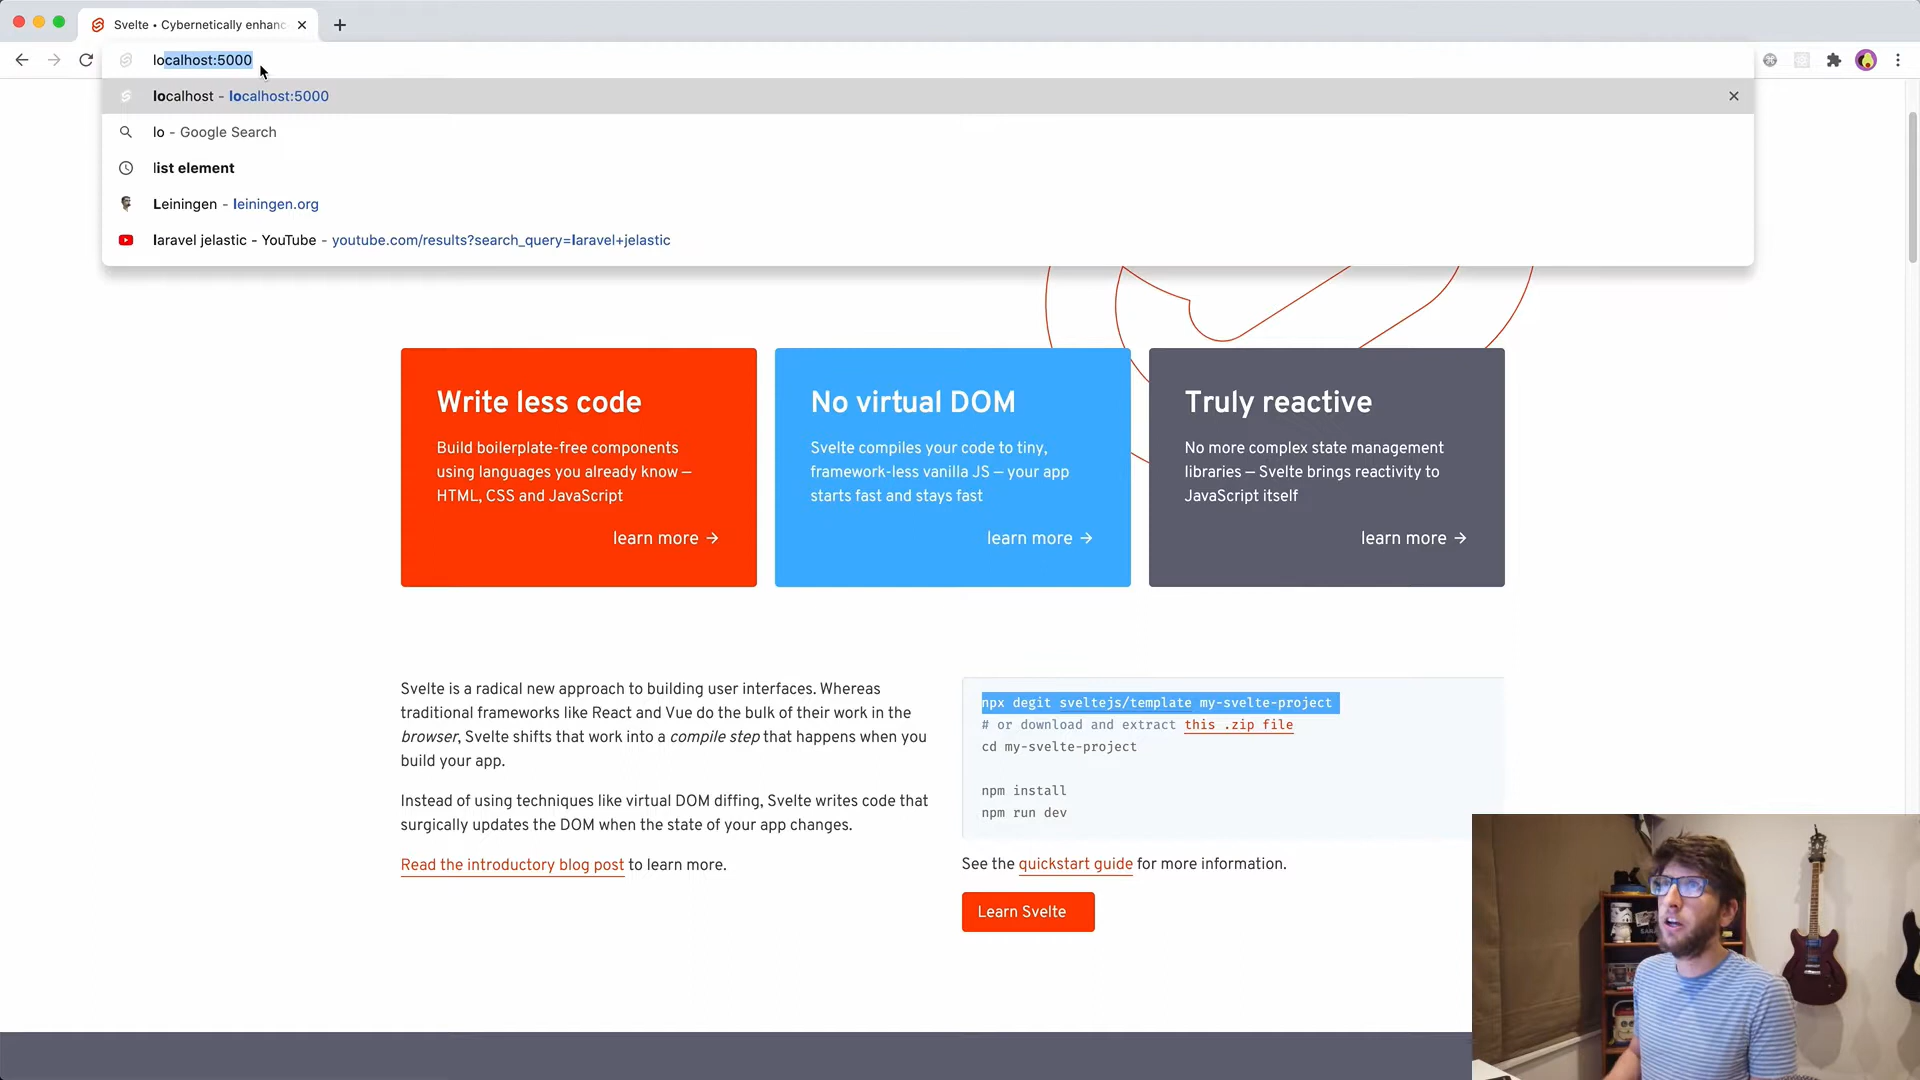 Svelte • Cybernetically enhanc
localhost:5000
localhost - localhost:5000
lo - Google Search
list element
Leiningen - leiningen.org
laravel jelastic - YouTube - youtube.com/results?search_query=laravel+jelastic
Write less code
Build boilerplate-free components
using languages you already know —
HTML, CSS and JavaScript
learn more →
No virtual DOM
Svelte compiles your code to tiny,
framework-less vanilla JS — your app
starts fast and stays fast
learn more →
Truly reactive
No more complex state management
libraries — Svelte brings reactivity to
JavaScript itself
learn more →
Svelte is a radical new approach to building user interfaces. Whereas
traditional frameworks like React and Vue do the bulk of their work in the
browser, Svelte shifts that work into a compile step that happens when you
build your app.
Instead of using techniques like virtual DOM diffing, Svelte writes code that
surgically updates the DOM when the state of your app changes.
Read the introductory blog post to learn more.
npx degit sveltejs/template my-svelte-project
# or download and extract this .zip file
cd my-svelte-project
npm install
npm run dev
See the quickstart guide for more information.
Learn Svelte